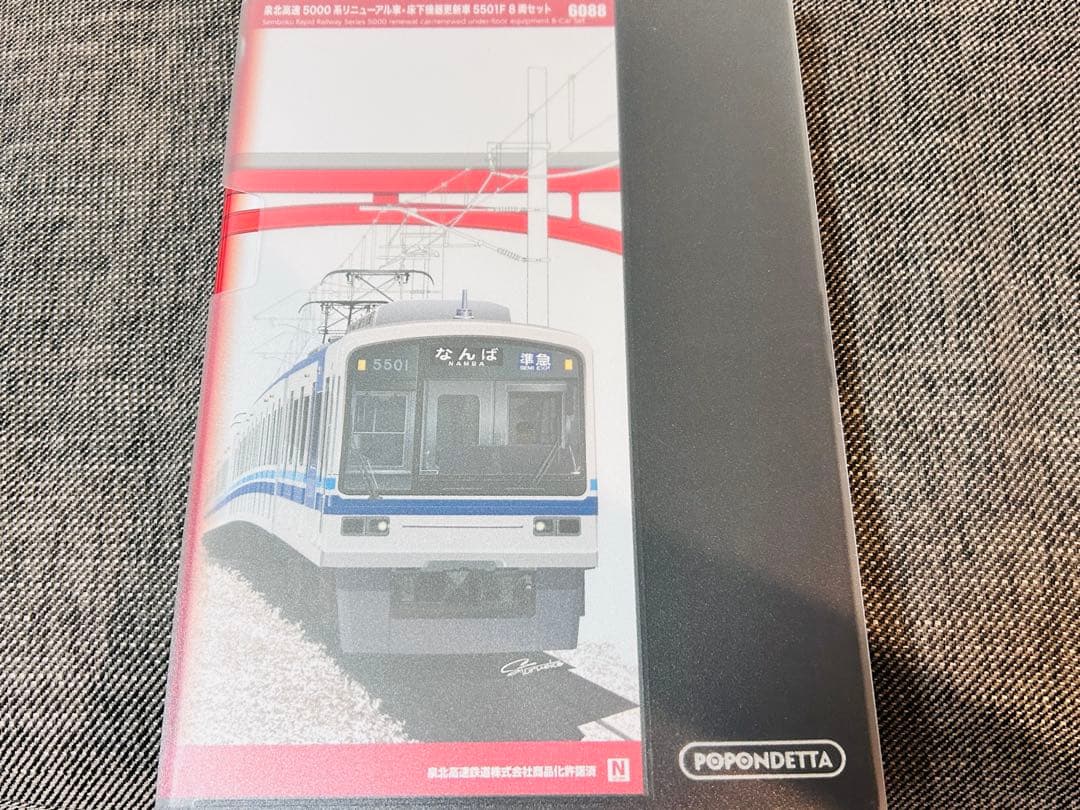 泉北高速 5000 系リニューアル車・床下機器更新車 5501F 8 両セット 6088
Semboku Rapid Railway Series 5000 renewal car/renewed under-floor equipment 8-Car Set
5501 なんば 準急
NAMBA SEMI EXP.
泉北高速鉄道株式会社商品化許諾済 N
POPONDETTA